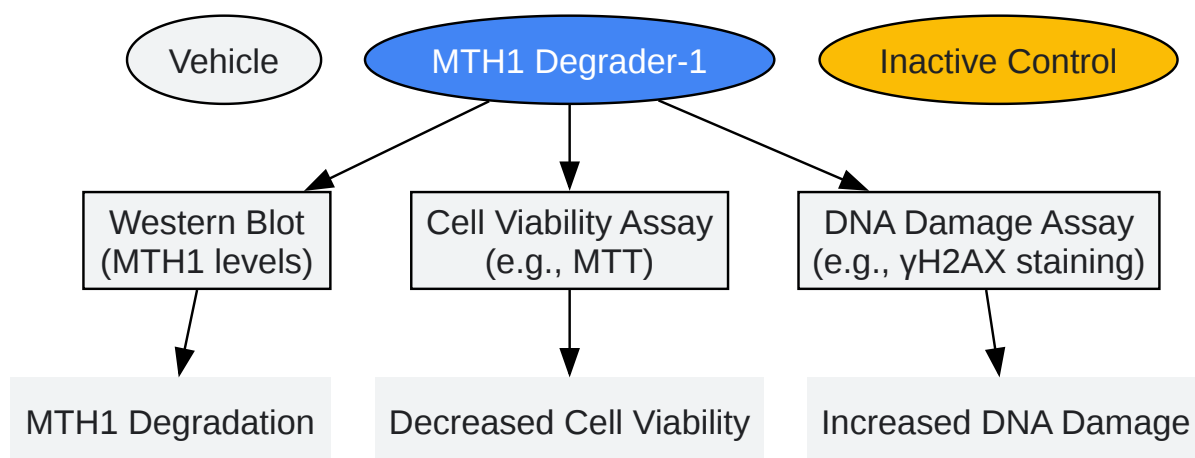 Vehicle
MTH1 Degrader-1
Inactive Control
Western Blot
(MTH1 levels)
Cell Viability Assay
(e.g., MTT)
DNA Damage Assay
(e.g., γH2AX staining)
MTH1 Degradation
Decreased Cell Viability
Increased DNA Damage